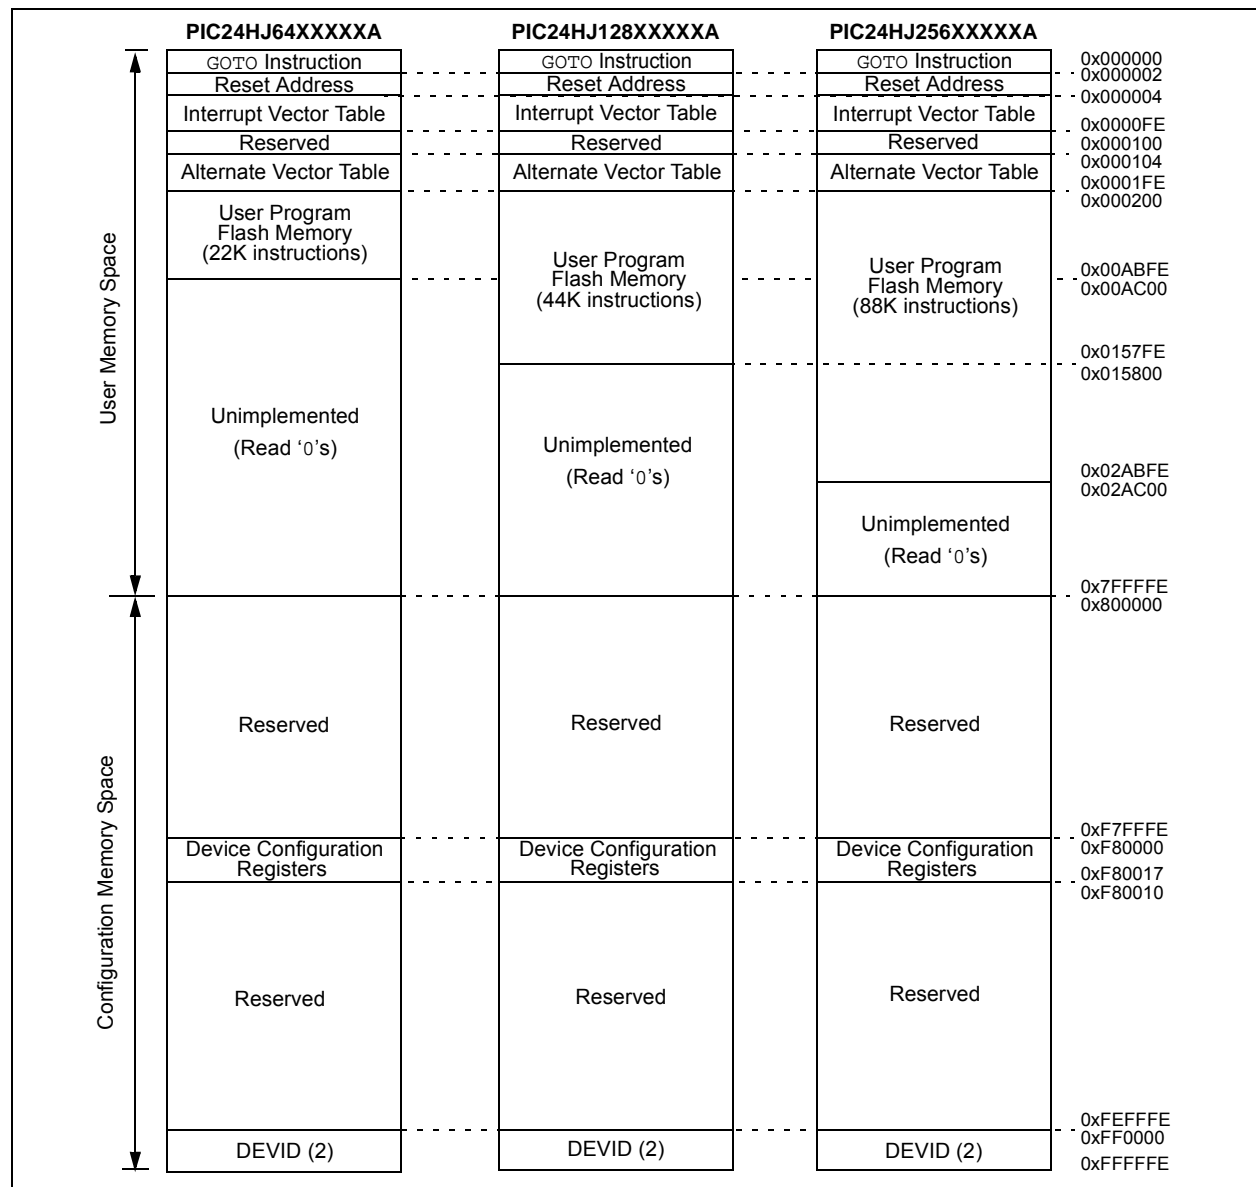 PIC24HJ64XXXXXA
PIC24HJ128XXXXXA
PIC24HJ256XXXXXA
GOTO Instruction
GOTO Instruction
GOTO Instruction
0x000000
0x000002
Reset Address
Reset Address
Reset Address
0x000004
Interrupt Vector Table
Interrupt Vector Table
Interrupt Vector Table
0x0000FE
Reserved
Reserved
Reserved
0x000100
0x000104
Alternate Vector Table
Alternate Vector Table
Alternate Vector Table
0x0001FE
0x000200
User Program
Flash Memory
(22K instructions)
User Program
Flash Memory
(44K instructions)
User Program
Flash Memory
(88K instructions)
0x00ABFE
0x00AC00
User Memory Space
0x0157FE
0x015800
Unimplemented
(Read ‘0’s)
Unimplemented
(Read ‘0’s)
0x02ABFE
0x02AC00
Unimplemented
(Read ‘0’s)
0x7FFFFE
0x800000
Reserved
Reserved
Reserved
Configuration Memory Space
0xF7FFFE
0xF80000
Device Configuration
Registers
Device Configuration
Registers
Device Configuration
Registers
0xF80017
0xF80010
Reserved
Reserved
Reserved
0xFEFFFE
0xFF0000
DEVID (2)
DEVID (2)
DEVID (2)
0xFFFFFE